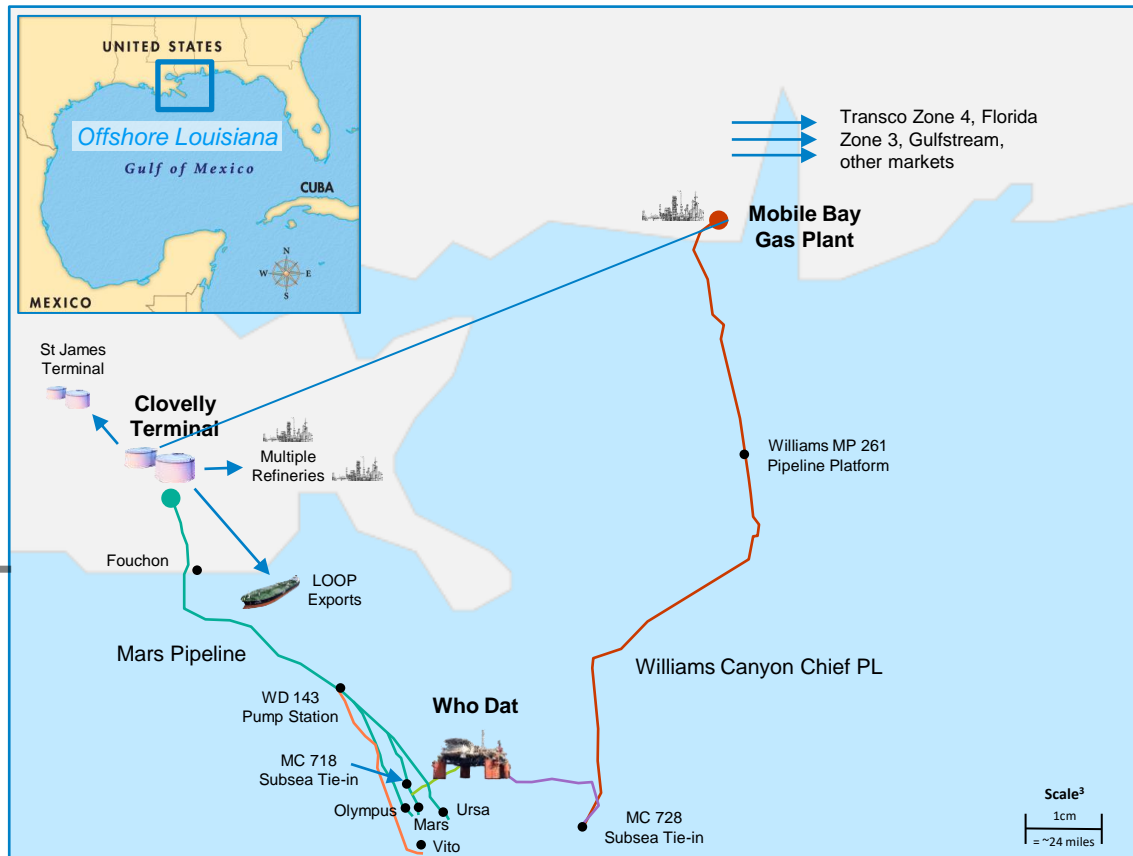 UNITED STATES
Offshore Louisiana
Gulf of Mexico
CUBA
N
W
E
S
MEXICO
Transco Zone 4, Florida
Zone 3, Gulfstream,
other markets
Mobile Bay
Gas Plant
St James
Terminal
Clovelly
Terminal
Multiple
Refineries
Williams MP 261
Pipeline Platform
Fouchon
LOOP
Exports
Mars Pipeline
Williams Canyon Chief PL
WD 143
Pump Station
Who Dat
MC 718
Subsea Tie-in
Olympus
Mars
Ursa
Vito
MC 728
Subsea Tie-in
Scale³
1cm
= ~24 miles